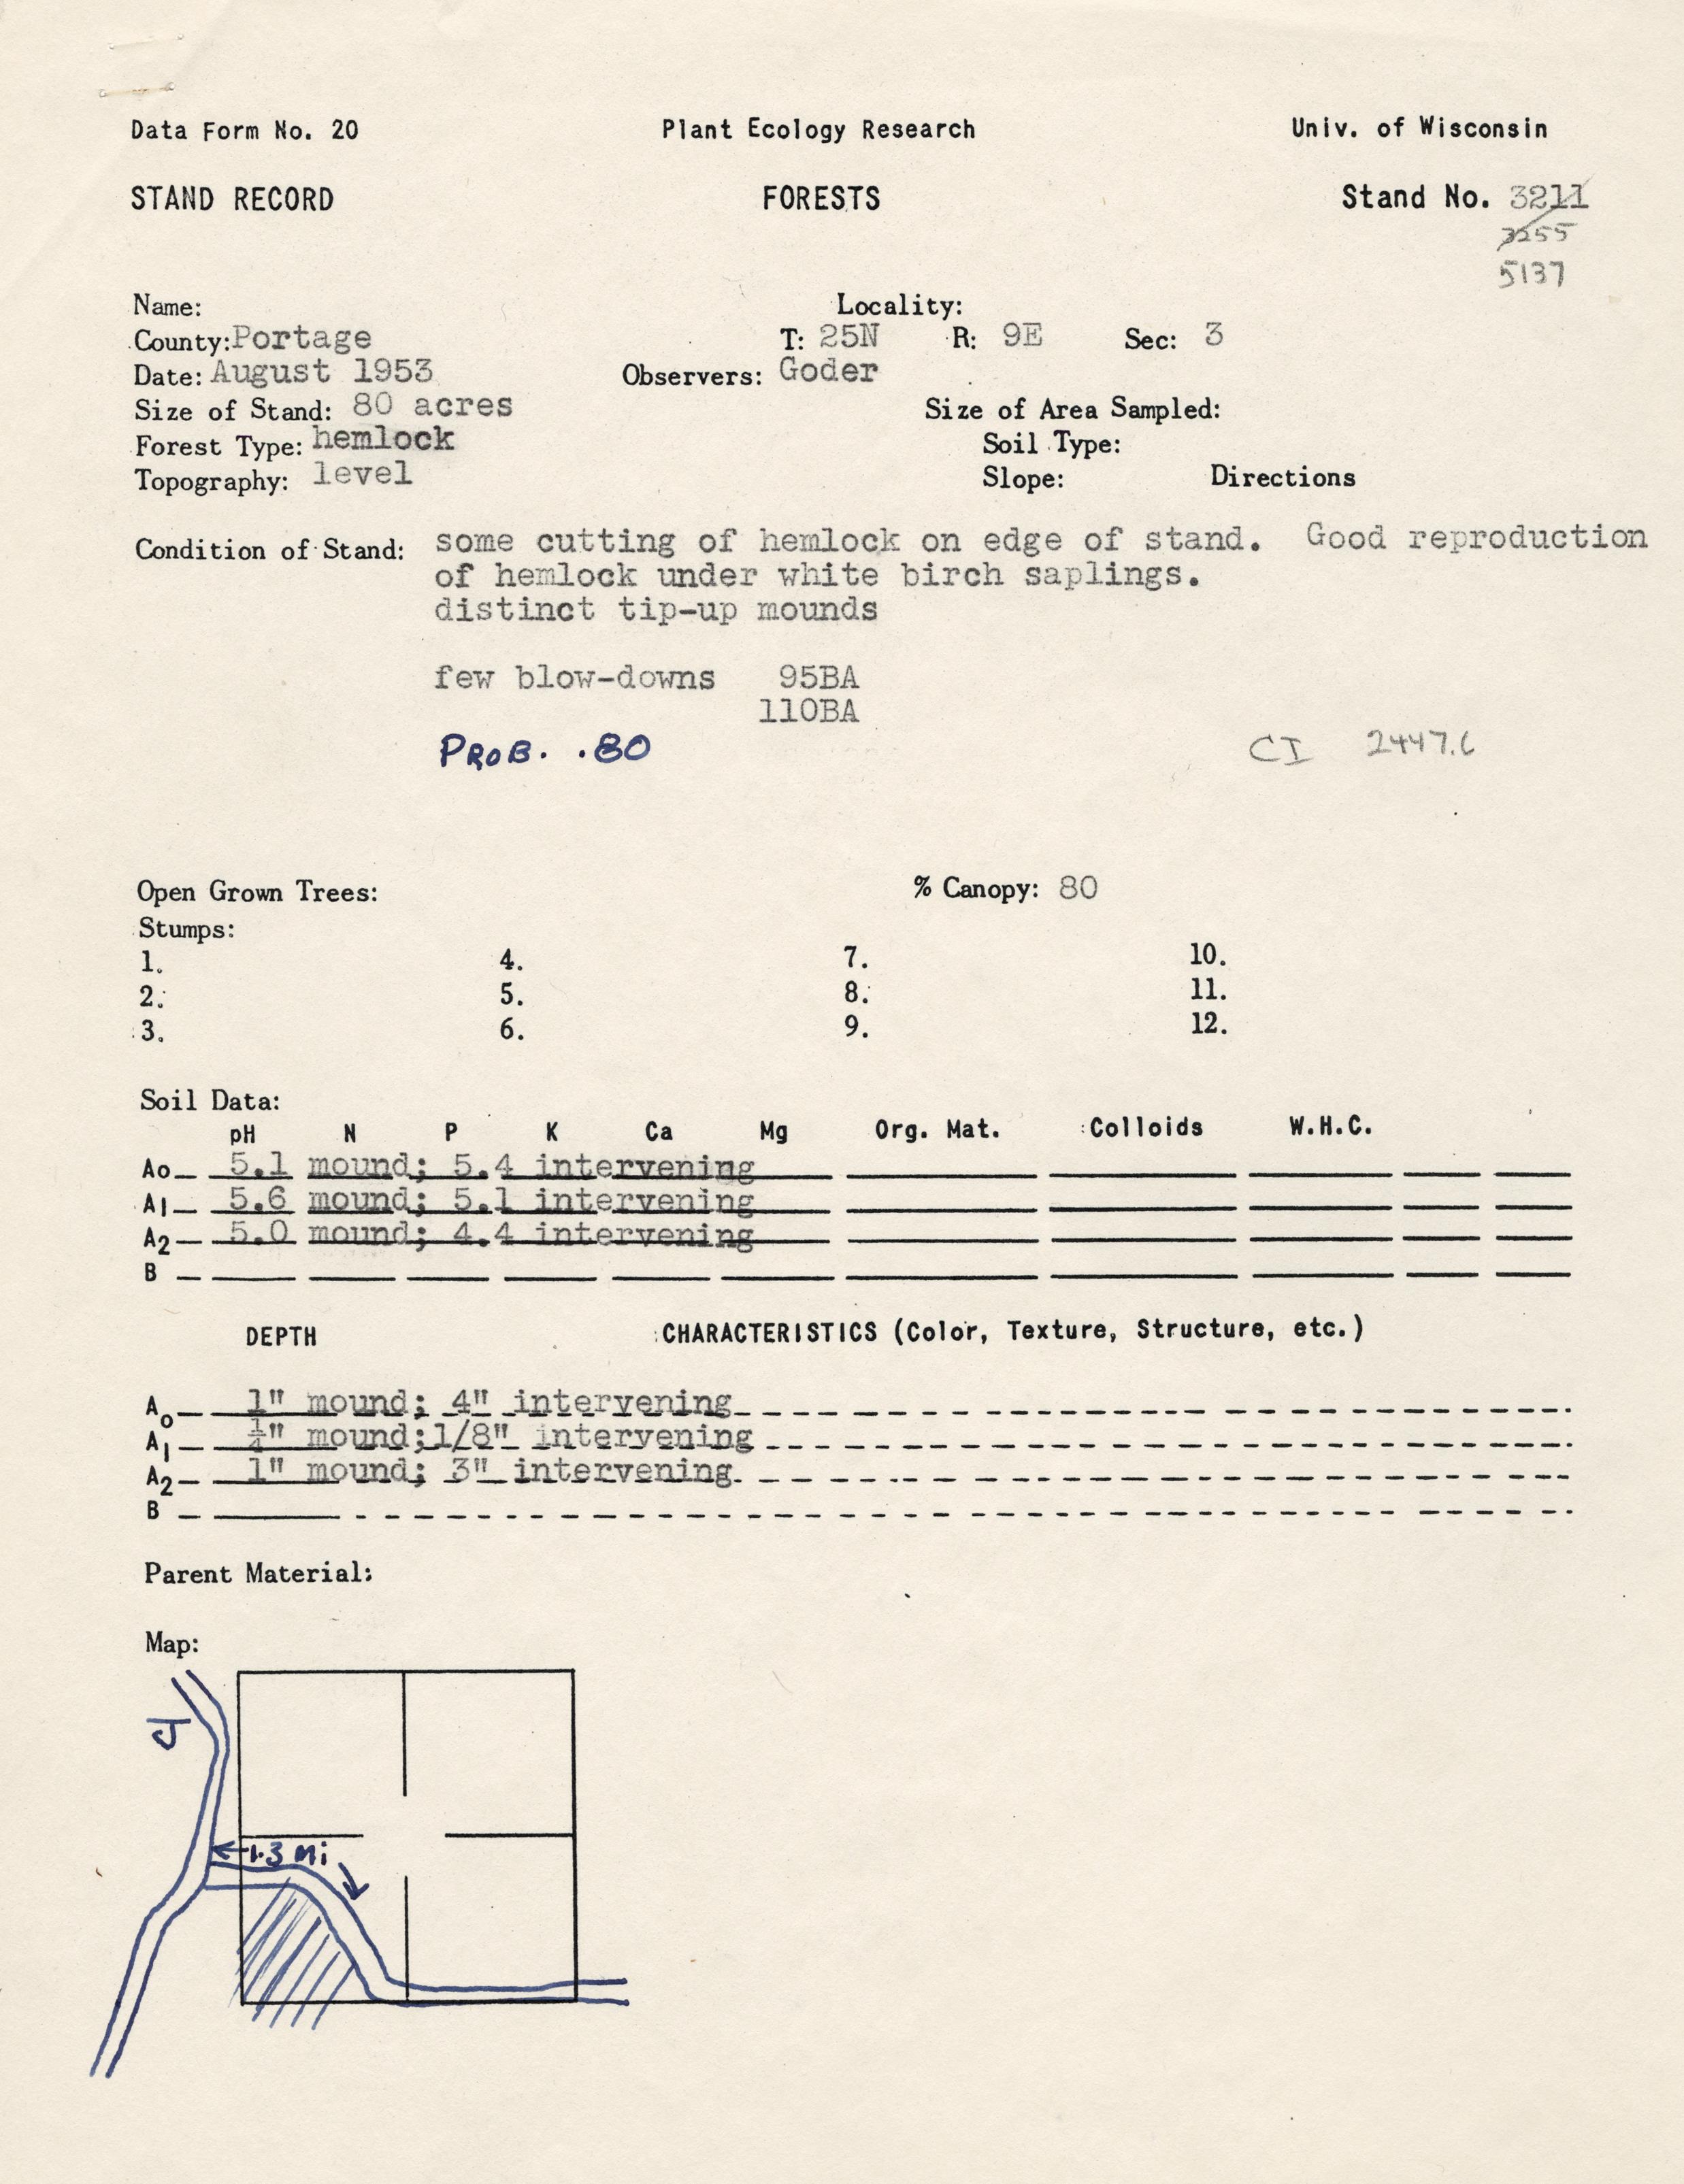 Data Form No. 20 Plant Ecology Research Univ. of Wisconsin
STAND RECORD FORESTS Stand No. 3211
3255
5137
Name: Locality:
County: Portage T: 25N R: 9E Sec: 3
Date: August 1953 Observers: Goder
Size of Stand: 80 acres Size of Area Sampled:
Forest Type: hemlock Soil Type:
Topography: level Slope: Directions
Condition of Stand: some cutting of hemlock on edge of stand. Good reproduction
of hemlock under white birch saplings.
distinct tip-up mounds
few blow-downs 95BA
110BA
PROB. .80 CI 2447.6
Open Grown Trees: % Canopy: 80
Stumps:
1. 4. 7. 10.
2. 5. 8. 11.
3. 6. 9. 12.
Soil Data:
pH N P K Ca Mg Org. Mat. Colloids W.H.C.
Ao 5.1 mound; 5.4 intervening
A1 5.6 mound; 5.1 intervening
A2 5.0 mound; 4.4 intervening
B
DEPTH CHARACTERISTICS (Color, Texture, Structure, etc.)
Ao 1" mound; 4" intervening
A1 ¼" mound; 1/8" intervening
A2 1" mound; 3" intervening
B
Parent Material:
Map:
J
1.3 Mi